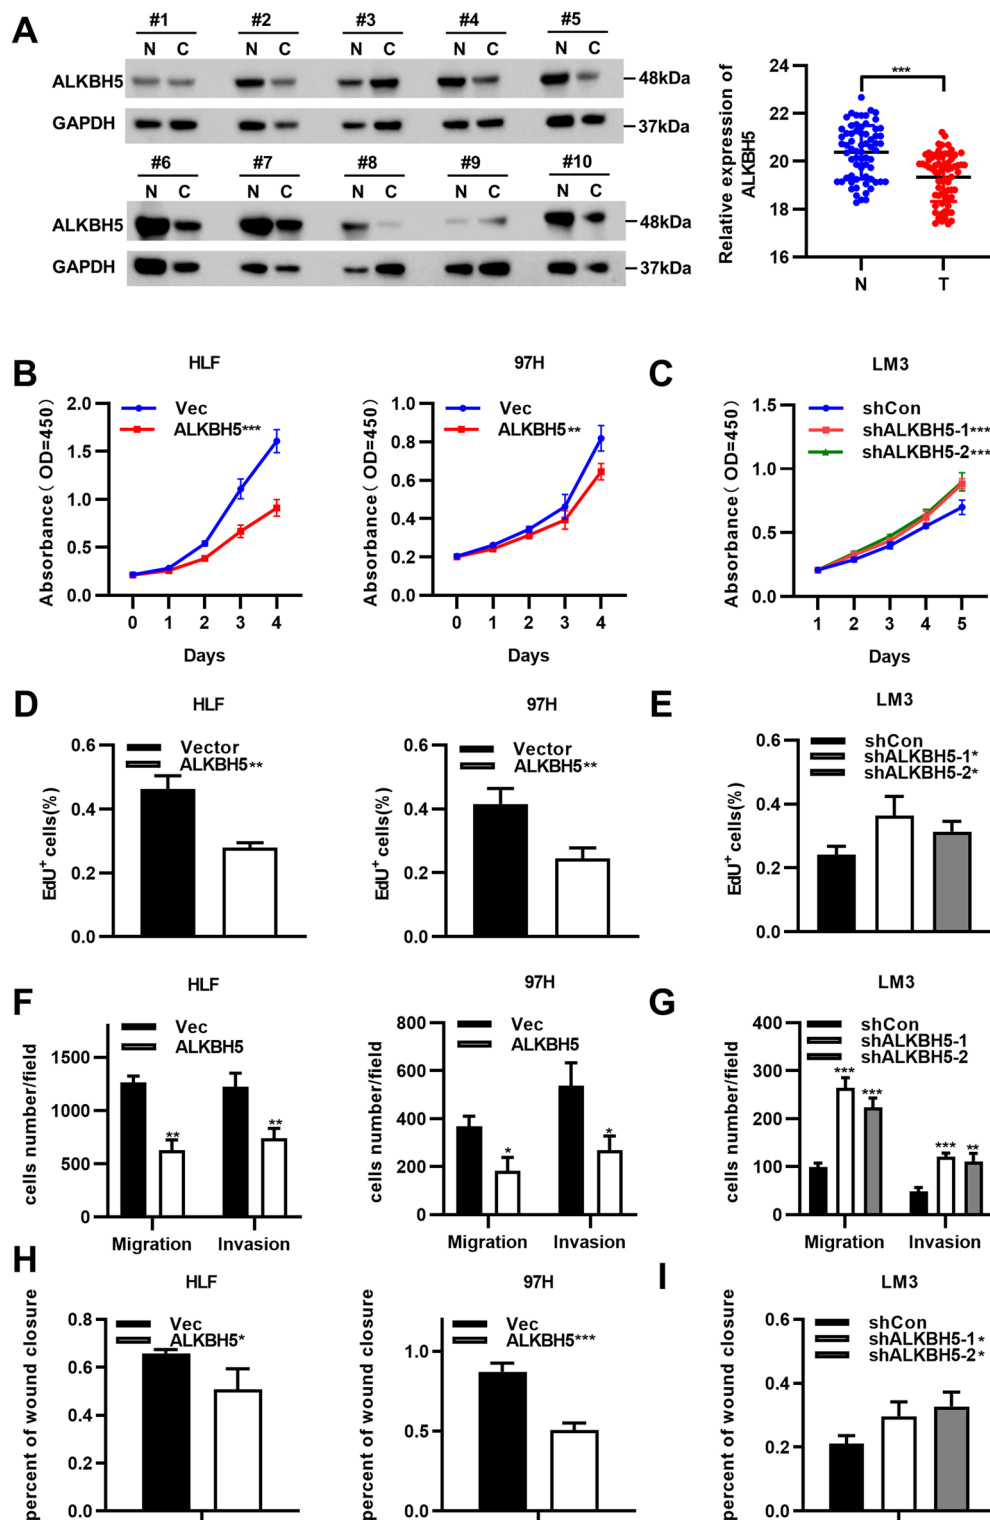 A
#1 #2 #3 #4 #5
N C N C N C N C N C
ALKBH5
48kDa
GAPDH
37kDa
#6 #7 #8 #9 #10
N C N C N C N C N C
ALKBH5
48kDa
GAPDH
37kDa
Relative expression of
ALKBH5
24
22
20
18
16
***
N T
B
HLF
Absorbance（OD=450）
2.0
1.5
1.0
0.5
0.0
Vec
ALKBH5***
0 1 2 3 4
Days
97H
Absorbance（OD=450）
1.0
0.8
0.6
0.4
0.2
0.0
Vec
ALKBH5**
0 1 2 3 4
Days
C
LM3
Absorbance（OD=450）
1.5
1.0
0.5
0.0
shCon
shALKBH5-1***
shALKBH5-2***
1 2 3 4 5
Days
D
HLF
EdU+ cells(%)
0.6
0.4
0.2
0.0
Vector
ALKBH5**
97H
EdU+ cells(%)
0.6
0.4
0.2
0.0
Vector
ALKBH5**
E
LM3
EdU+ cells(%)
0.6
0.4
0.2
0.0
shCon
shALKBH5-1*
shALKBH5-2*
F
HLF
cells number/field
1500
1000
500
0
Vec
ALKBH5
**
**
Migration Invasion
97H
cells number/field
800
600
400
200
0
Vec
ALKBH5
*
*
Migration Invasion
G
LM3
cells number/field
400
300
200
100
0
shCon
shALKBH5-1
shALKBH5-2
***
***
***
**
Migration Invasion
H
HLF
percent of wound closure
0.8
0.6
0.4
0.2
0.0
Vec
ALKBH5*
97H
percent of wound closure
1.0
0.5
0.0
Vec
ALKBH5***
I
LM3
percent of wound closure
0.6
0.4
0.2
0.0
shCon
shALKBH5-1*
shALKBH5-2*